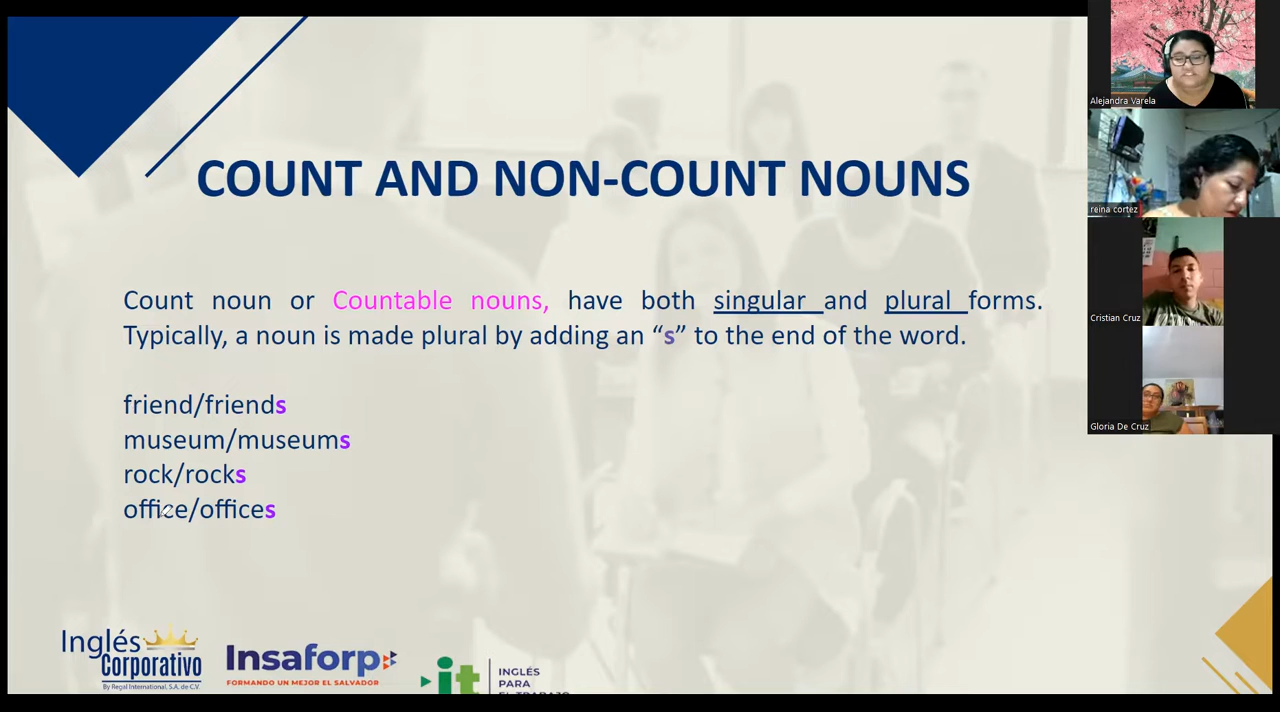 COUNT AND NON-COUNT NOUNS
Count noun or Countable nouns, have both singular and plural forms.
Typically, a noun is made plural by adding an “s” to the end of the word.
friend/friends
museum/museums
rock/rocks
office/offices
Inglés
Corporativo
By Regal International, S.A. de C.V.
Insaforp
FORMANDO UN MEJOR EL SALVADOR
it
INGLÉS
PARA
EL TRABAJO
Alejandra Varela
reina cortez
Cristian Cruz
Gloria De Cruz